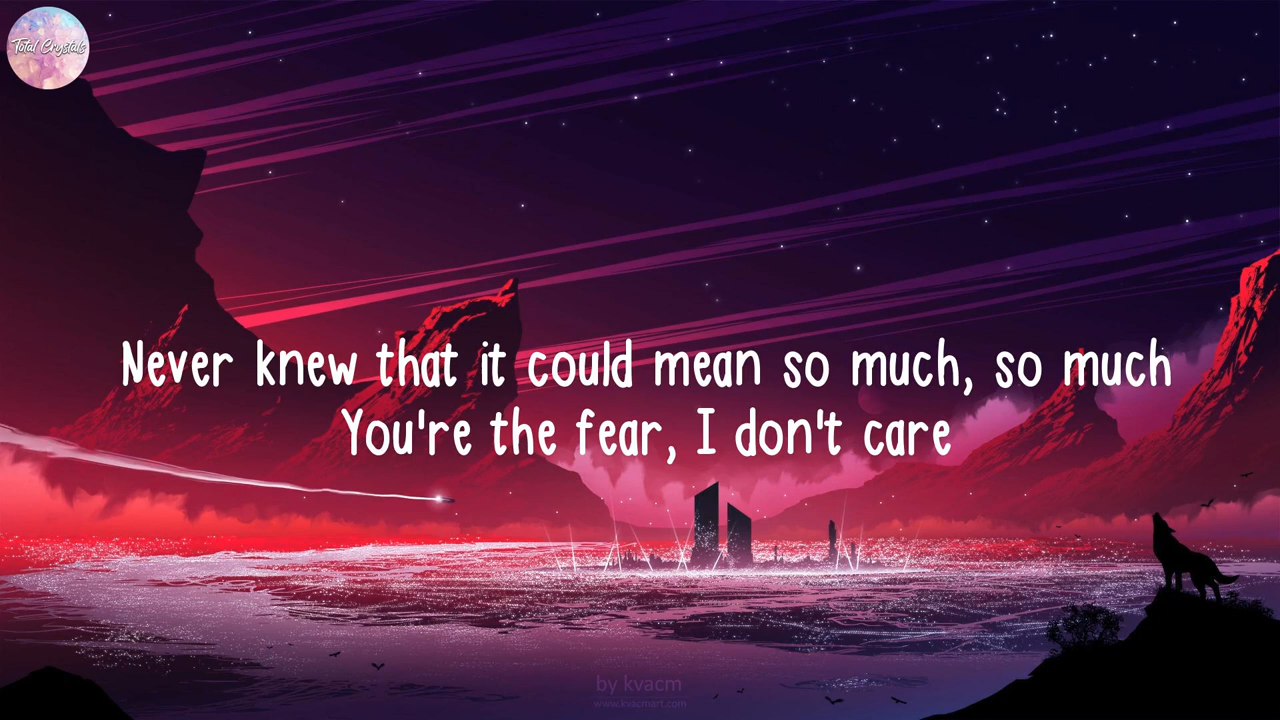 Total Crystals
Never knew that it could mean so much, so much
You're the fear, I don't care
by kvacm
www.kvacmart.com